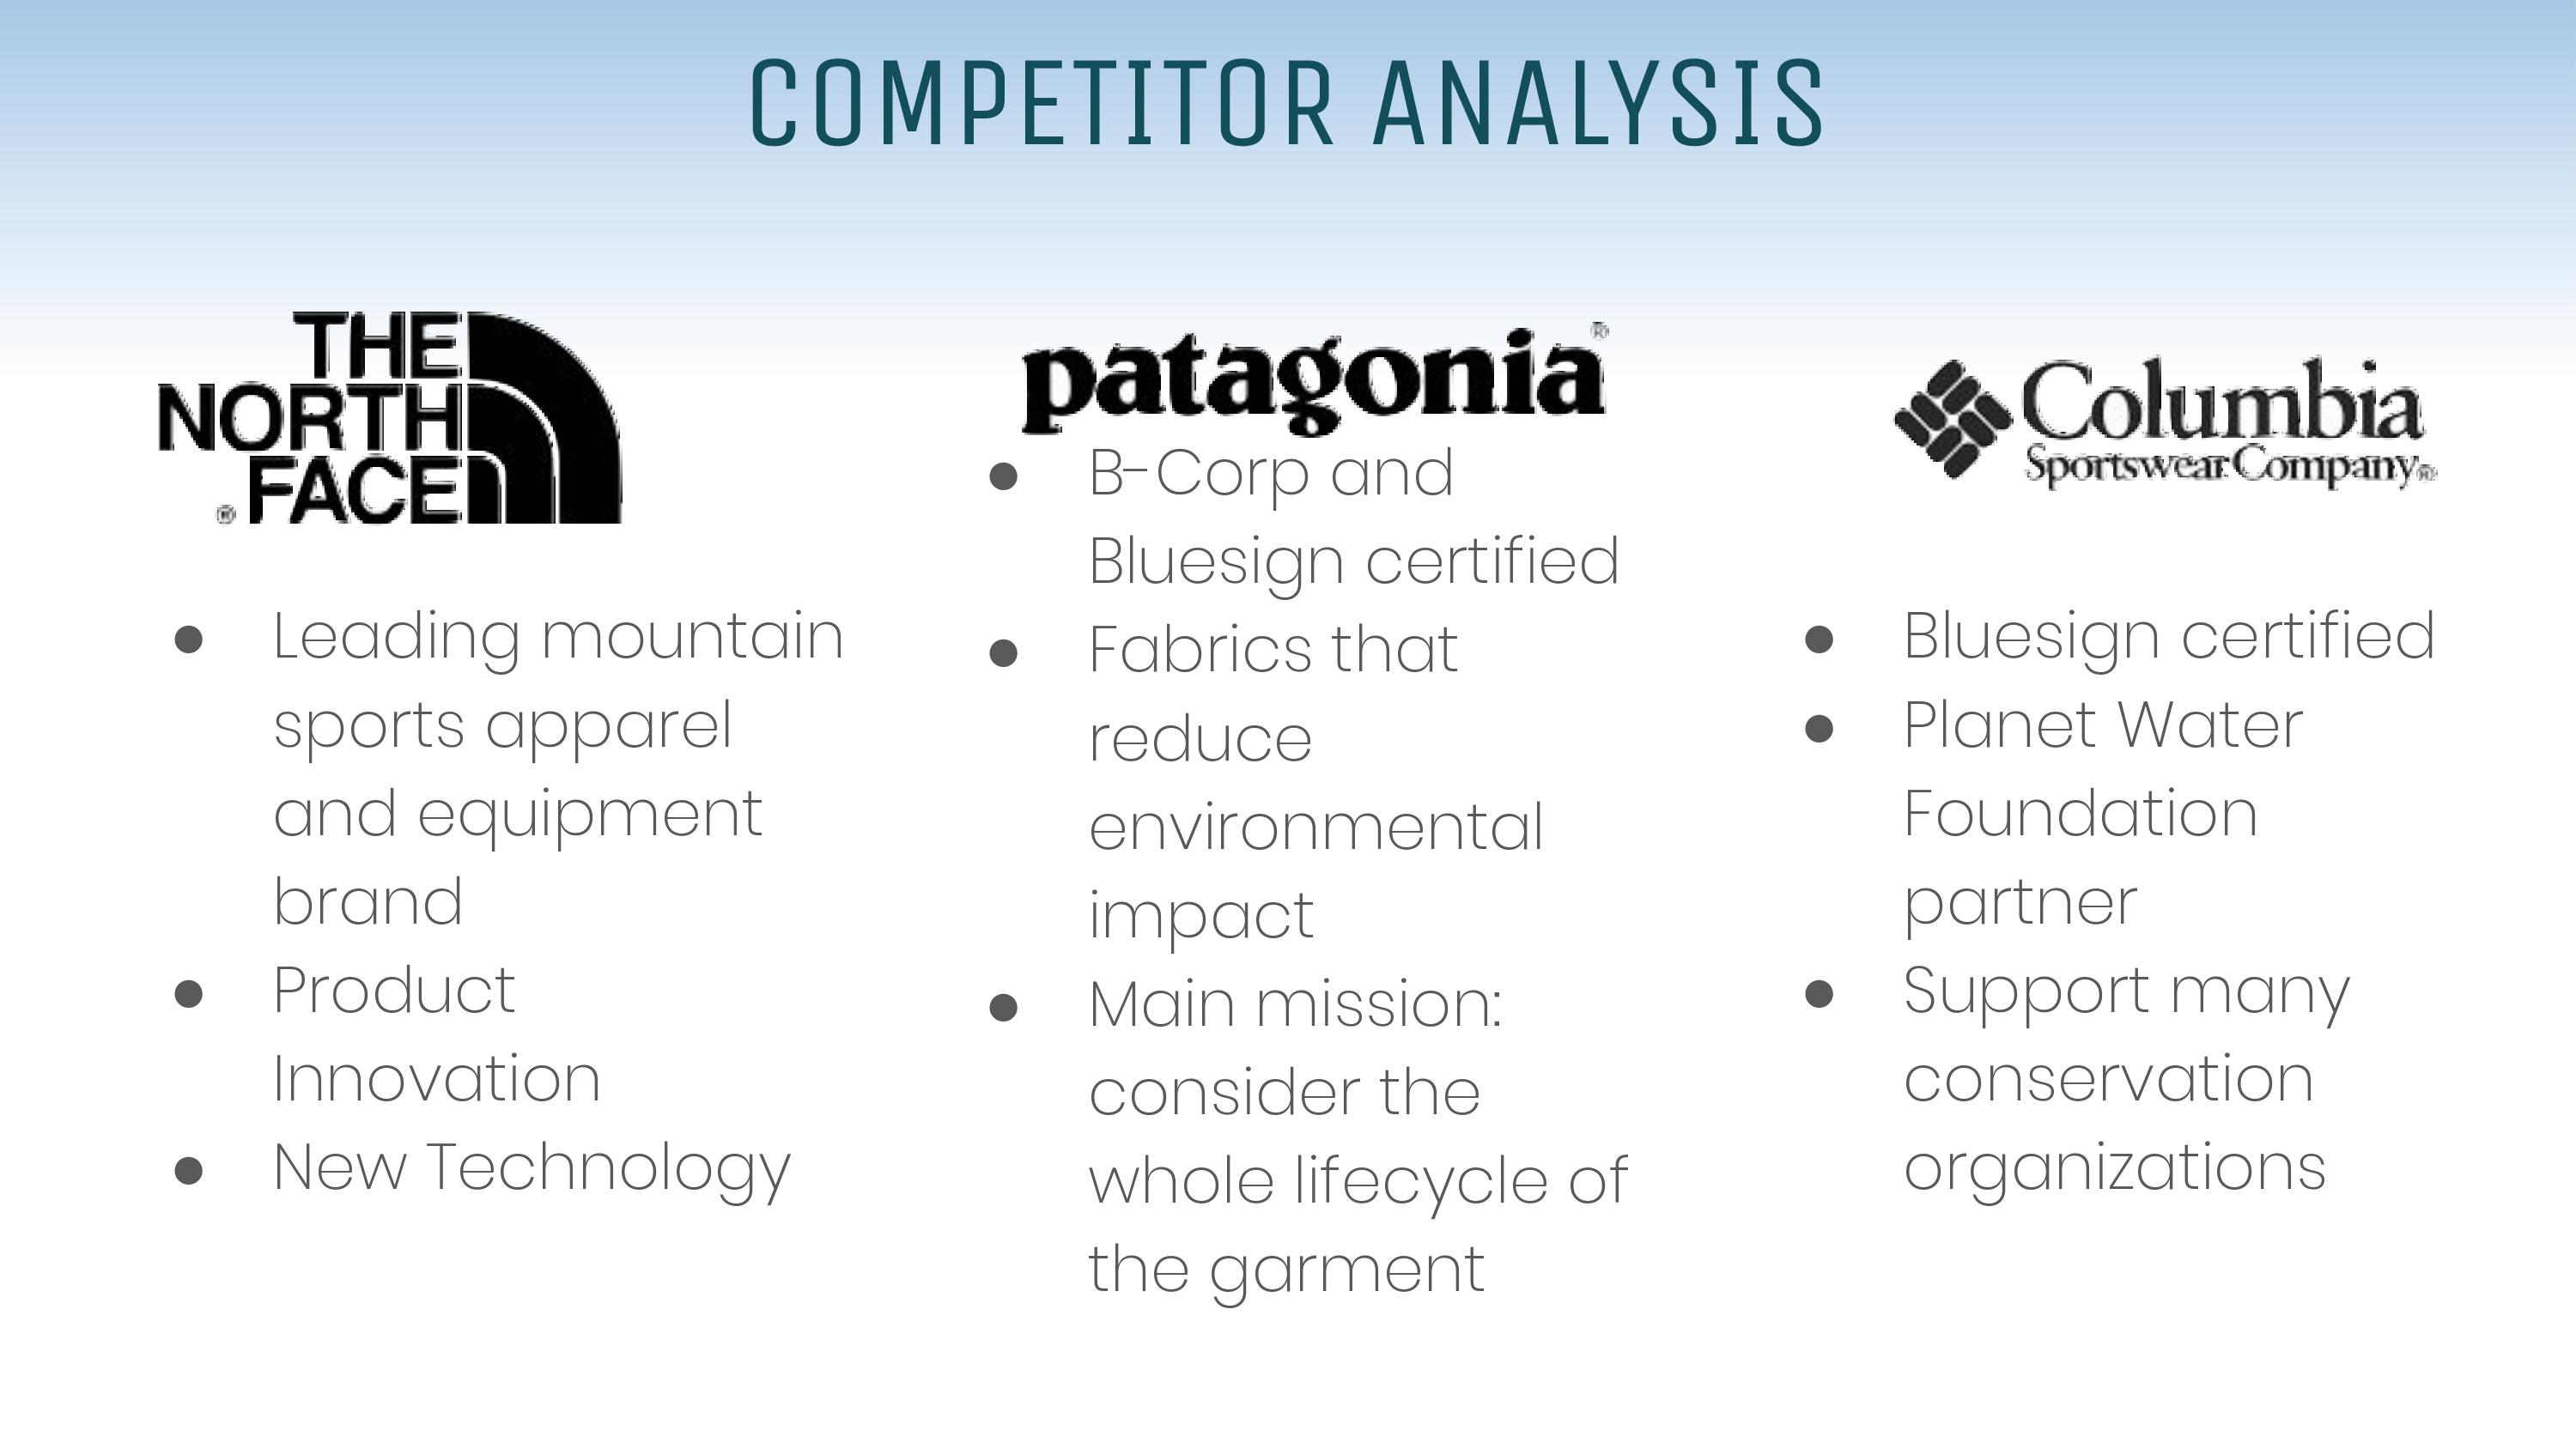 COMPETITOR ANALYSIS
THE
NORTH
FACE
®
● Leading mountain
sports apparel
and equipment
brand
● Product
Innovation
● New Technology
patagonia®
● B-Corp and
Bluesign certified
● Fabrics that
reduce
environmental
impact
● Main mission:
consider the
whole lifecycle of
the garment
Columbia
Sportswear Company®
● Bluesign certified
● Planet Water
Foundation
partner
● Support many
conservation
organizations